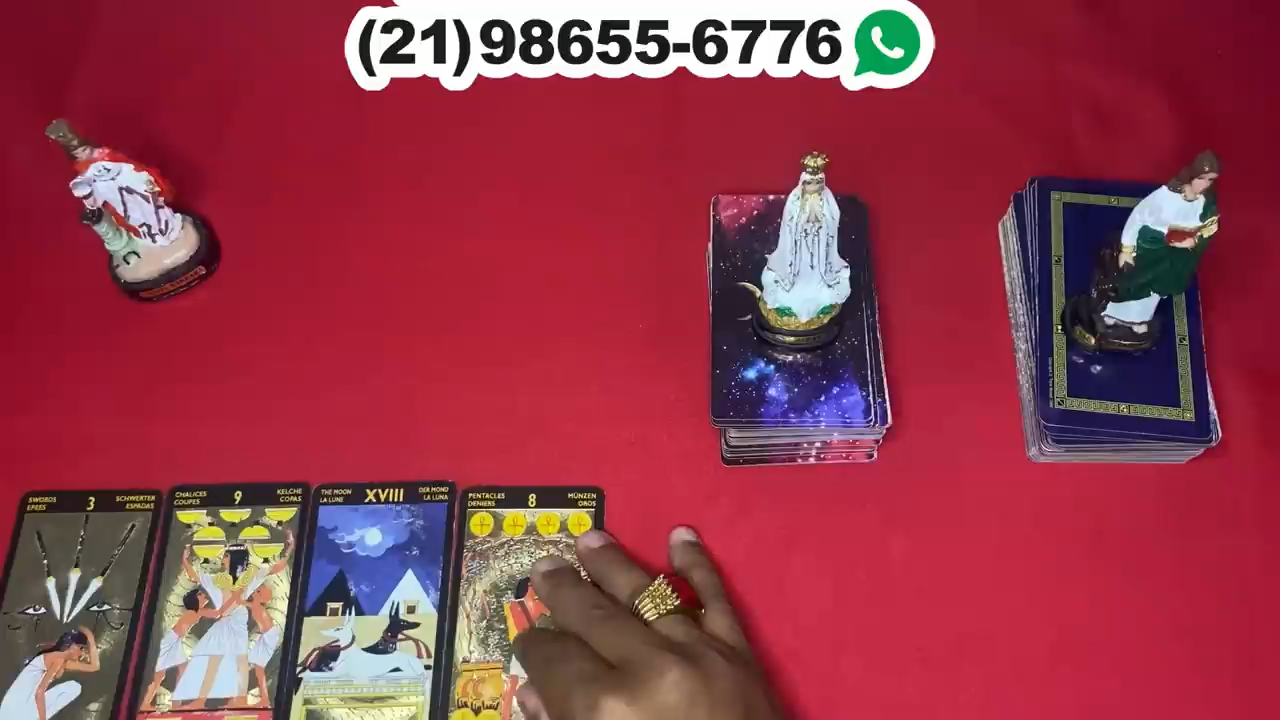 (21)98655-6776
SWORDS
EPEES
3
SCHWERTER
ESPADAS
CHALICES
COUPES
9
KELCHE
COPAS
THE MOON
LA LUNE
XVIII
DER MOND
LA LUNA
PENTACLES
DENIERS
8
MÜNZEN
OROS